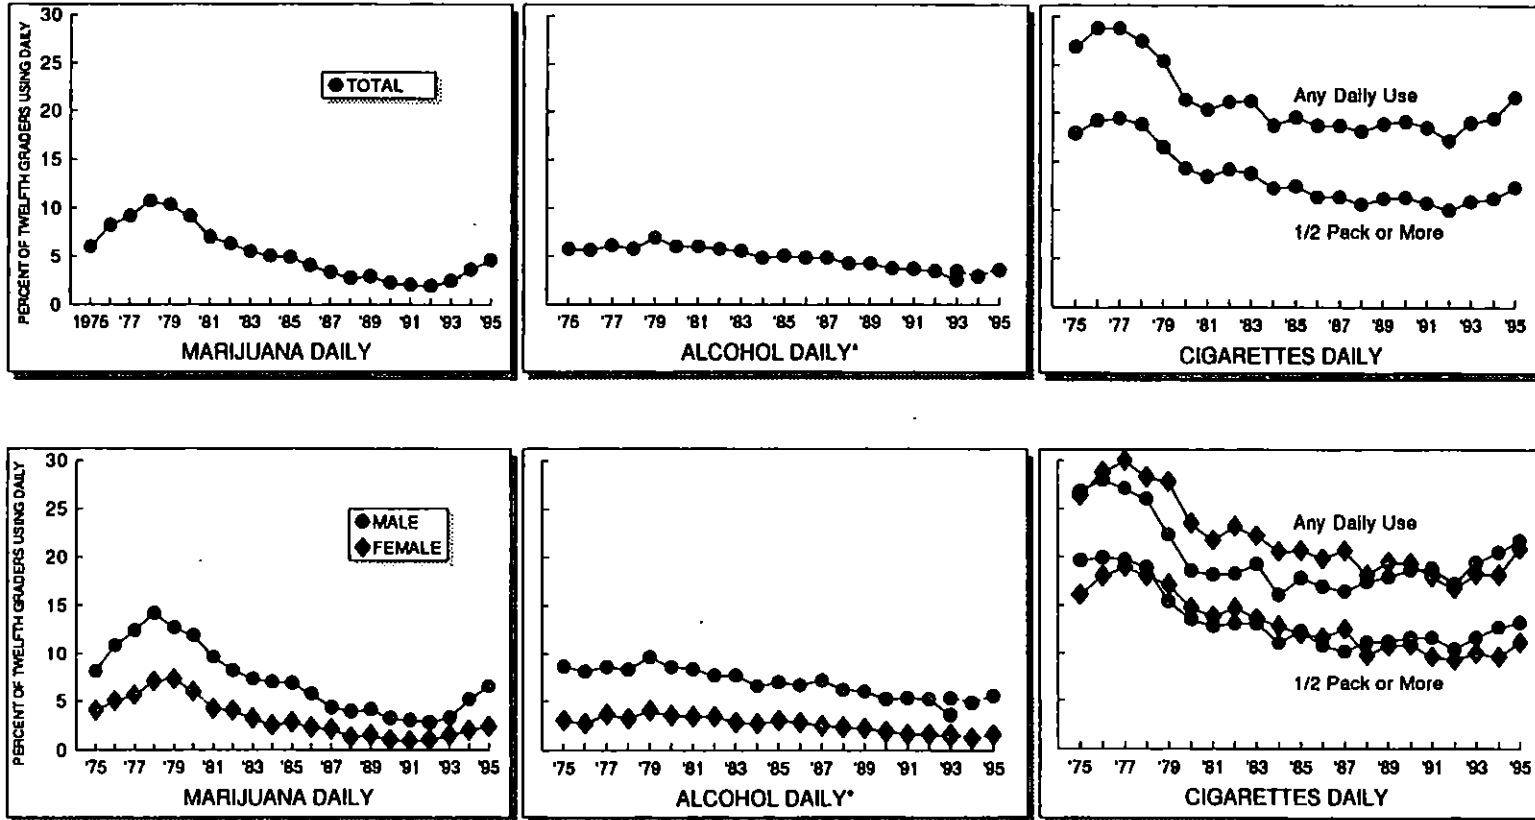 PERCENT OF TWELFTH GRADERS USING DAILY
30
25
20
15
10
5
0
TOTAL
1975 '77 '79 '81 '83 '85 '87 '89 '91 '93 '95
MARIJUANA DAILY
'76 '77 '79 '81 '83 '85 '87 '89 '91 '93 '95
ALCOHOL DAILY*
Any Daily Use
1/2 Pack or More
'75 '77 '79 '81 '83 '85 '87 '89 '91 '93 '95
CIGARETTES DAILY
PERCENT OF TWELFTH GRADERS USING DAILY
30
25
20
15
10
5
0
MALE
FEMALE
'75 '77 '79 '81 '83 '85 '87 '89 '91 '93 '95
MARIJUANA DAILY
'75 '77 '79 '81 '83 '85 '87 '89 '91 '93 '95
ALCOHOL DAILY*
Any Daily Use
1/2 Pack or More
'75 '77 '79 '81 '83 '85 '87 '89 '91 '93 '95
CIGARETTES DAILY